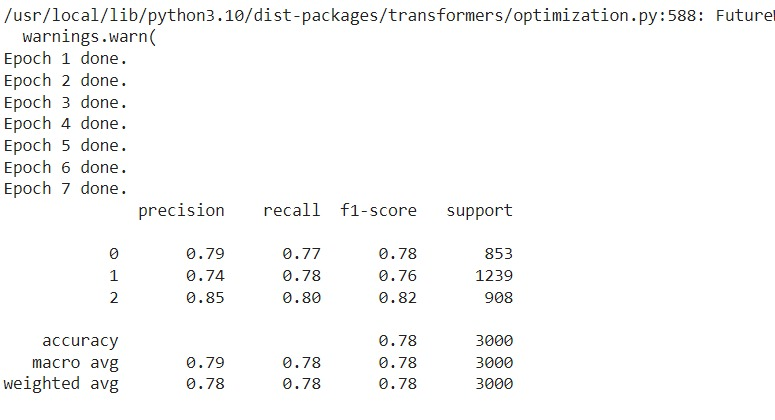 /usr/local/lib/python3.10/dist-packages/transformers/optimization.py:588: Future
  warnings.warn(
Epoch 1 done.
Epoch 2 done.
Epoch 3 done.
Epoch 4 done.
Epoch 5 done.
Epoch 6 done.
Epoch 7 done.
              precision    recall  f1-score   support
           0       0.79      0.77      0.78       853
           1       0.74      0.78      0.76      1239
           2       0.85      0.80      0.82       908
    accuracy                           0.78      3000
   macro avg       0.79      0.78      0.78      3000
weighted avg       0.78      0.78      0.78      3000